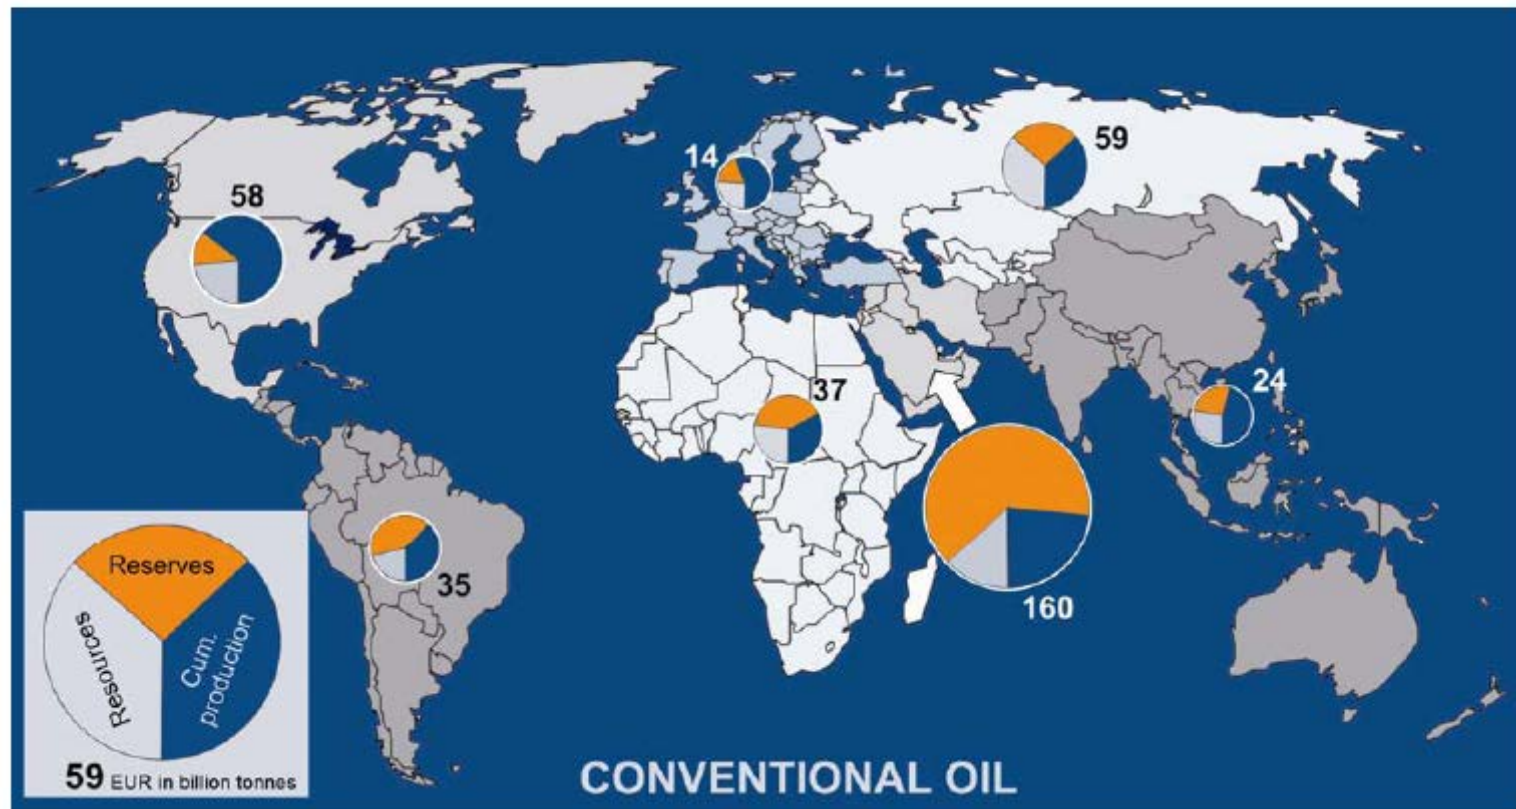 58
14
59
37
24
35
160
Reserves
Resources
Cum.
production
59 EUR in billion tonnes
CONVENTIONAL OIL